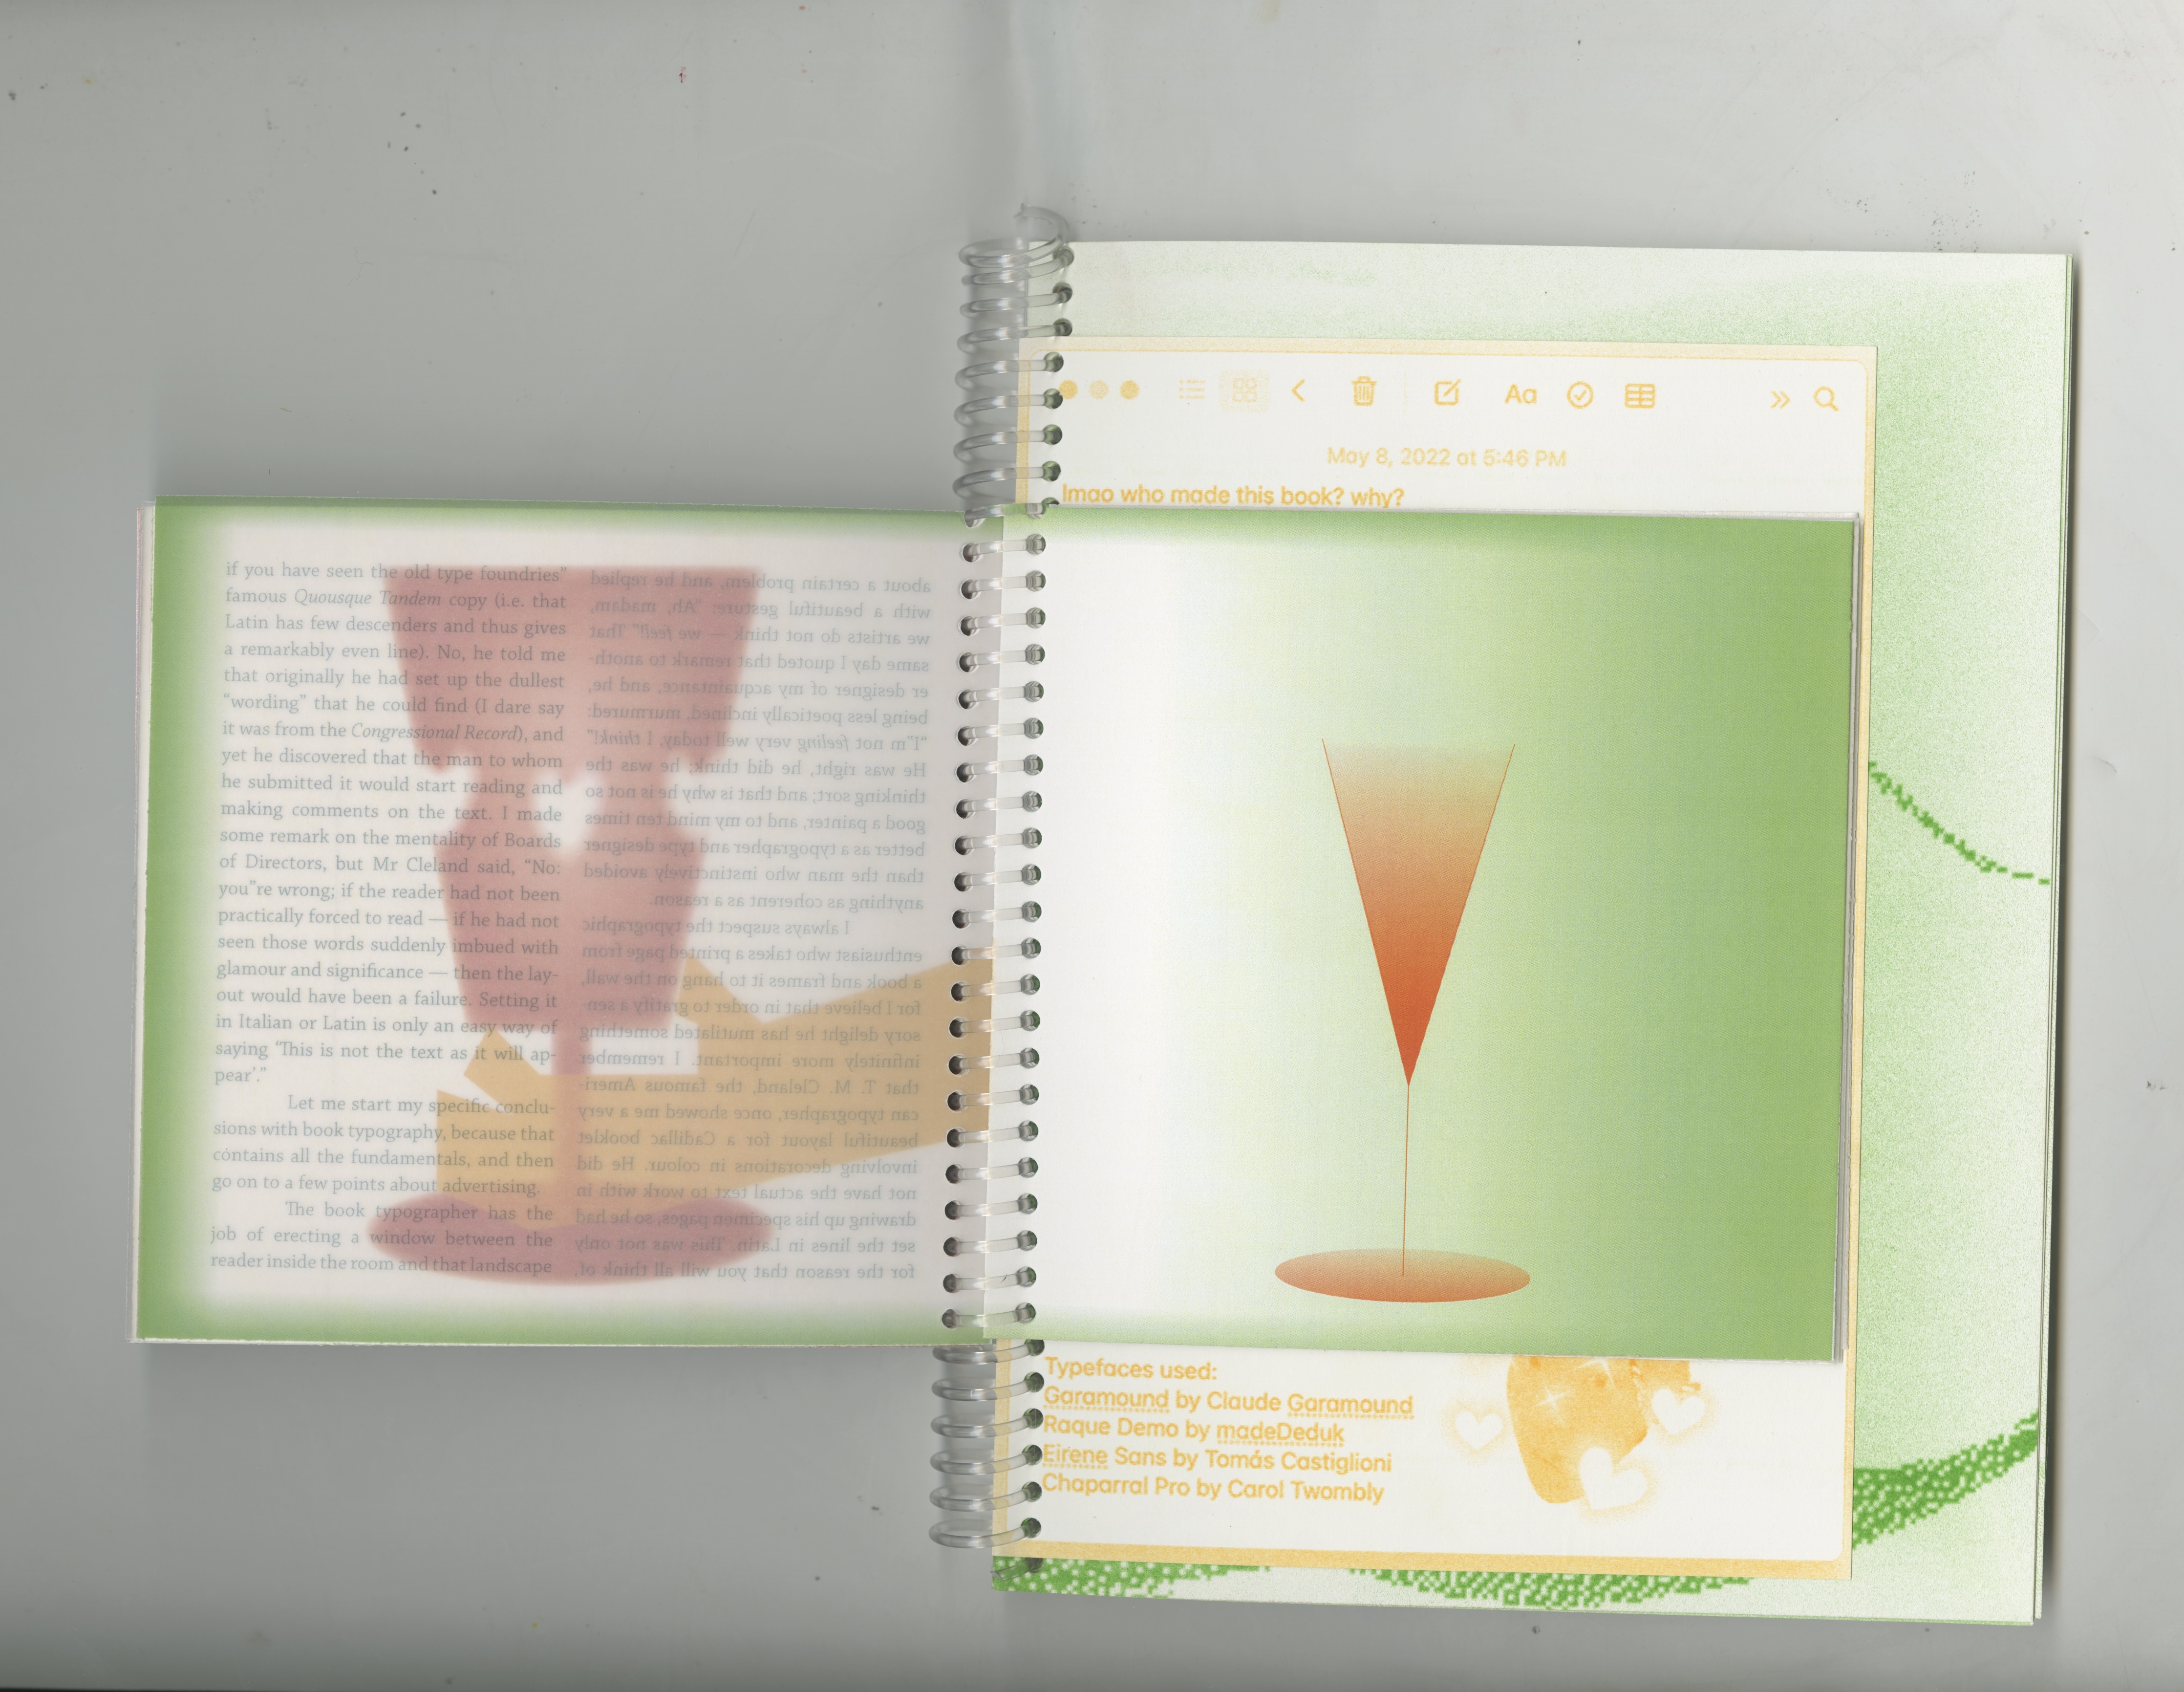 if you have seen the old type foundries"
famous Quousque Tandem copy (i.e. that
Latin has few descenders and thus gives
a remarkably even line). No, he told me
that originally he had set up the dullest
“wording” that he could find (I dare say
it was from the Congressional Record), and
yet he discovered that the man to whom
he submitted it would start reading and
making comments on the text. I made
some remark on the mentality of Boards
of Directors, but Mr Cleland said, “No:
you"re wrong; if the reader had not been
practically forced to read — if he had not
seen those words suddenly imbued with
glamour and significance — then the lay-
out would have been a failure. Setting it
in Italian or Latin is only an easy way of
saying ‘This is not the text as it will ap-
pear’.”
Let me start my specific conclu-
sions with book typography, because that
contains all the fundamentals, and then
go on to a few points about advertising.
The book typographer has the
job of erecting a window between the
reader inside the room and that landscape
about a certain problem, and he replied
with a beautiful gesture: "Ah, madam,
we artists do not think — we feel!" That
same day I quoted that remark to anoth-
er designer of my acquaintance, and he,
being less poetically inclined, murmured:
"I"m not feeling very well today, I think!"
He was right, he did think; he was the
thinking sort; and that is why he is not so
good a painter, and to my mind ten times
better as a typographer and type designer
than the man who instinctively avoided
anything as coherent as a reason.
I always suspect the typographic
enthusiast who takes a printed page from
a book and frames it to hang on the wall,
for I believe that in order to gratify a sen-
sory delight he has mutilated something
infinitely more important. I remember
that T. M. Cleland, the famous Ameri-
can typographer, once showed me a very
beautiful layout for a Cadillac booklet
involving decorations in colour. He did
not have the actual text to work with in
drawing up his specimen pages, so he had
set the lines in Latin. This was not only
for the reason that you will all think of,
Aa
May 8, 2022 at 5:46 PM
lmao who made this book? why?
Typefaces used:
Garamound by Claude Garamound
Raque Demo by madeDeduk
Eirene Sans by Tomás Castiglioni
Chaparral Pro by Carol Twombly